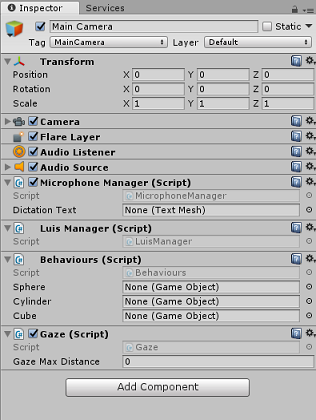 Inspector Services
Main Camera Static
Tag MainCamera Layer Default
Transform
Position X 0 Y 0 Z 0
Rotation X 0 Y 0 Z 0
Scale X 1 Y 1 Z 1
Camera
Flare Layer
Audio Listener
Audio Source
Microphone Manager (Script)
Script MicrophoneManager
Dictation Text None (Text Mesh)
Luis Manager (Script)
Script LuisManager
Behaviours (Script)
Script Behaviours
Sphere None (Game Object)
Cylinder None (Game Object)
Cube None (Game Object)
Gaze (Script)
Script Gaze
Gaze Max Distance 0
Add Component